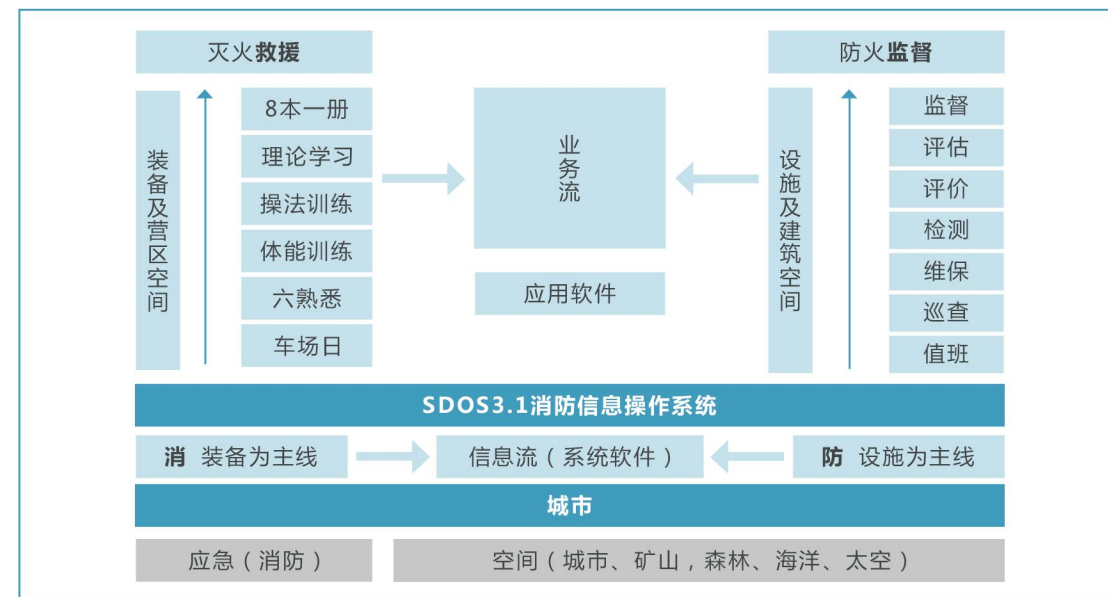 灭火救援
防火监督
装备及营区空间
8本一册
理论学习
操法训练
体能训练
六熟悉
车场日
业务流
应用软件
设施及建筑空间
监督
评估
评价
检测
维保
巡查
值班
SDOS3.1消防信息操作系统
消 装备为主线
信息流（系统软件）
防 设施为主线
城市
应急（消防）
空间（城市、矿山，森林、海洋、太空）